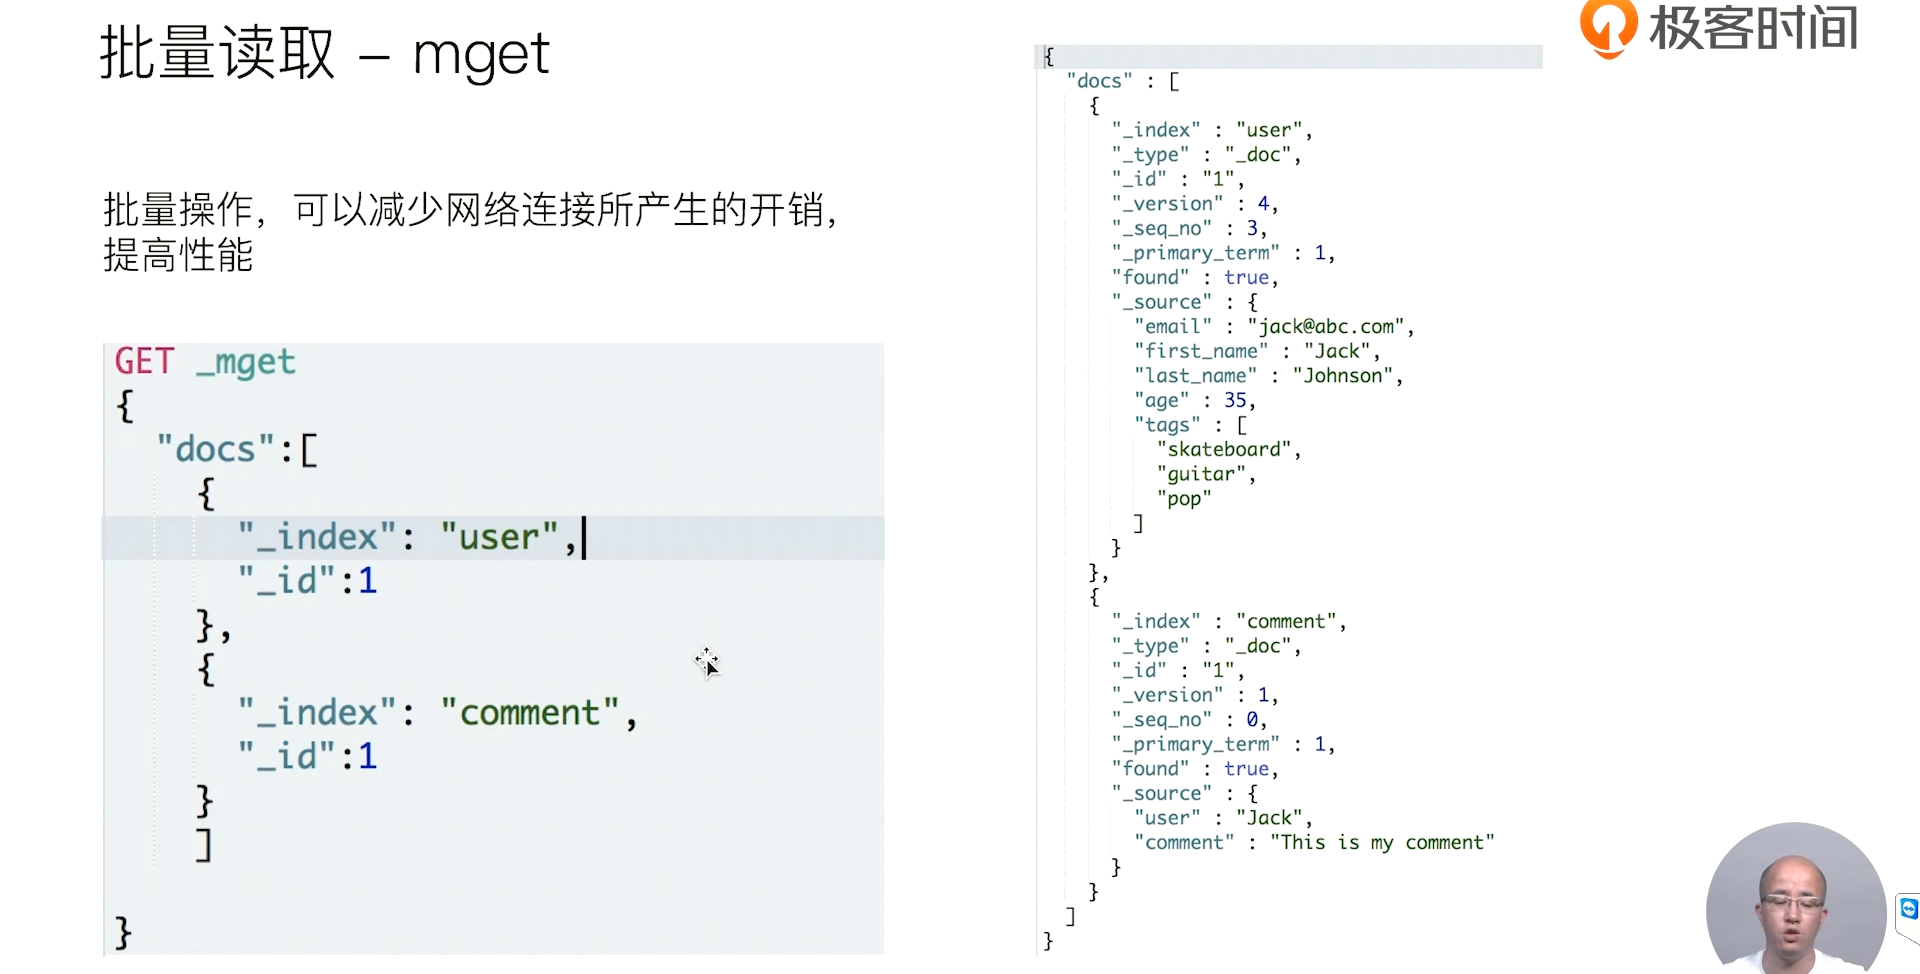 批量读取 – mget
极客时间
批量操作，可以减少网络连接所产生的开销，
提高性能
GET _mget
{
  "docs":[
    {
      "_index": "user",
      "_id":1
    },
    {
      "_index": "comment",
      "_id":1
    }
    ]
}
{
  "docs" : [
    {
      "_index" : "user",
      "_type" : "_doc",
      "_id" : "1",
      "_version" : 4,
      "_seq_no" : 3,
      "_primary_term" : 1,
      "found" : true,
      "_source" : {
        "email" : "jack@abc.com",
        "first_name" : "Jack",
        "last_name" : "Johnson",
        "age" : 35,
        "tags" : [
          "skateboard",
          "guitar",
          "pop"
        ]
      }
    },
    {
      "_index" : "comment",
      "_type" : "_doc",
      "_id" : "1",
      "_version" : 1,
      "_seq_no" : 0,
      "_primary_term" : 1,
      "found" : true,
      "_source" : {
        "user" : "Jack",
        "comment" : "This is my comment"
      }
    }
  ]
}